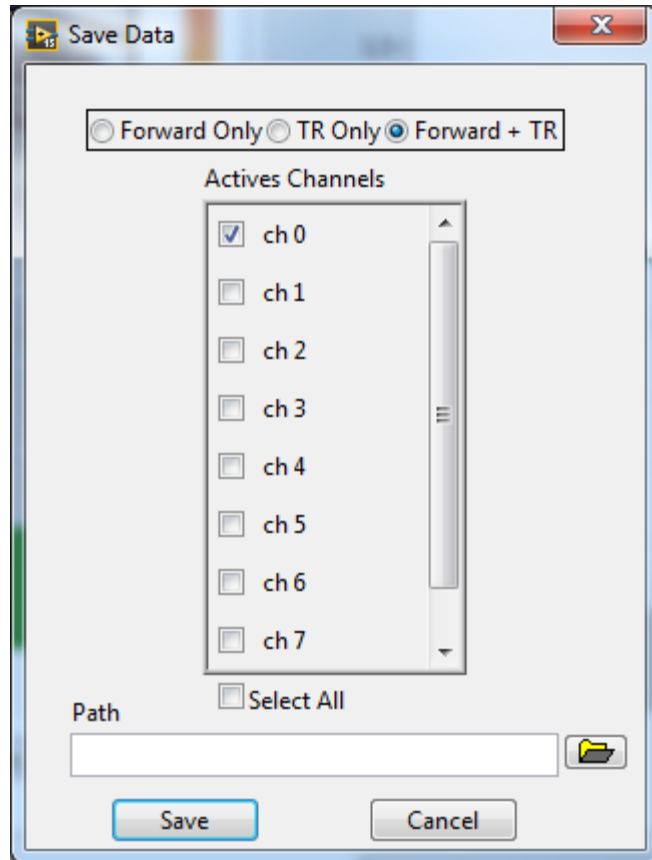 Save Data
Forward Only TR Only Forward + TR
Actives Channels
ch 0
ch 1
ch 2
ch 3
ch 4
ch 5
ch 6
ch 7
Select All
Path
Save Cancel